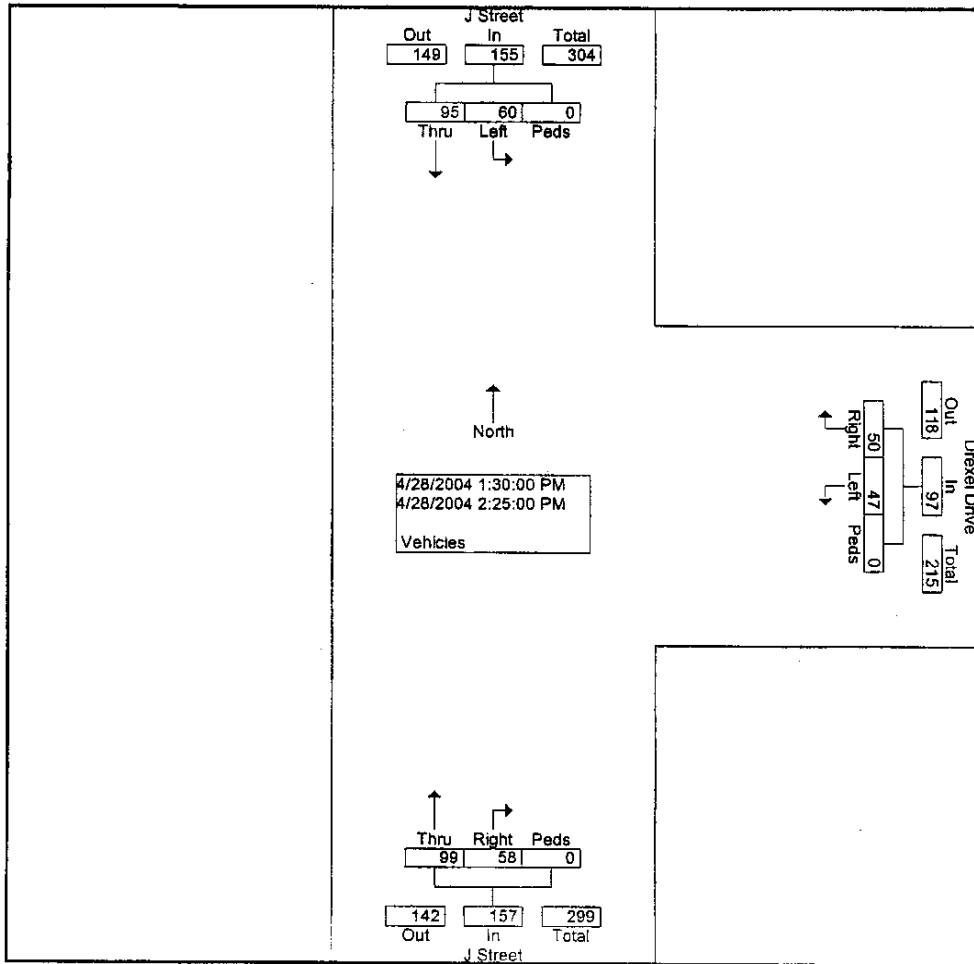 J Street
Out In Total
149 155 304
95 60 0
Thru Left Peds
North
4/28/2004 1:30:00 PM
4/28/2004 2:25:00 PM
Vehicles
Drexel Drive
Out In Total
118 97 215
50 47 0
Right Left Peds
Thru Right Peds
99 58 0
142 157 299
Out In Total
J Street